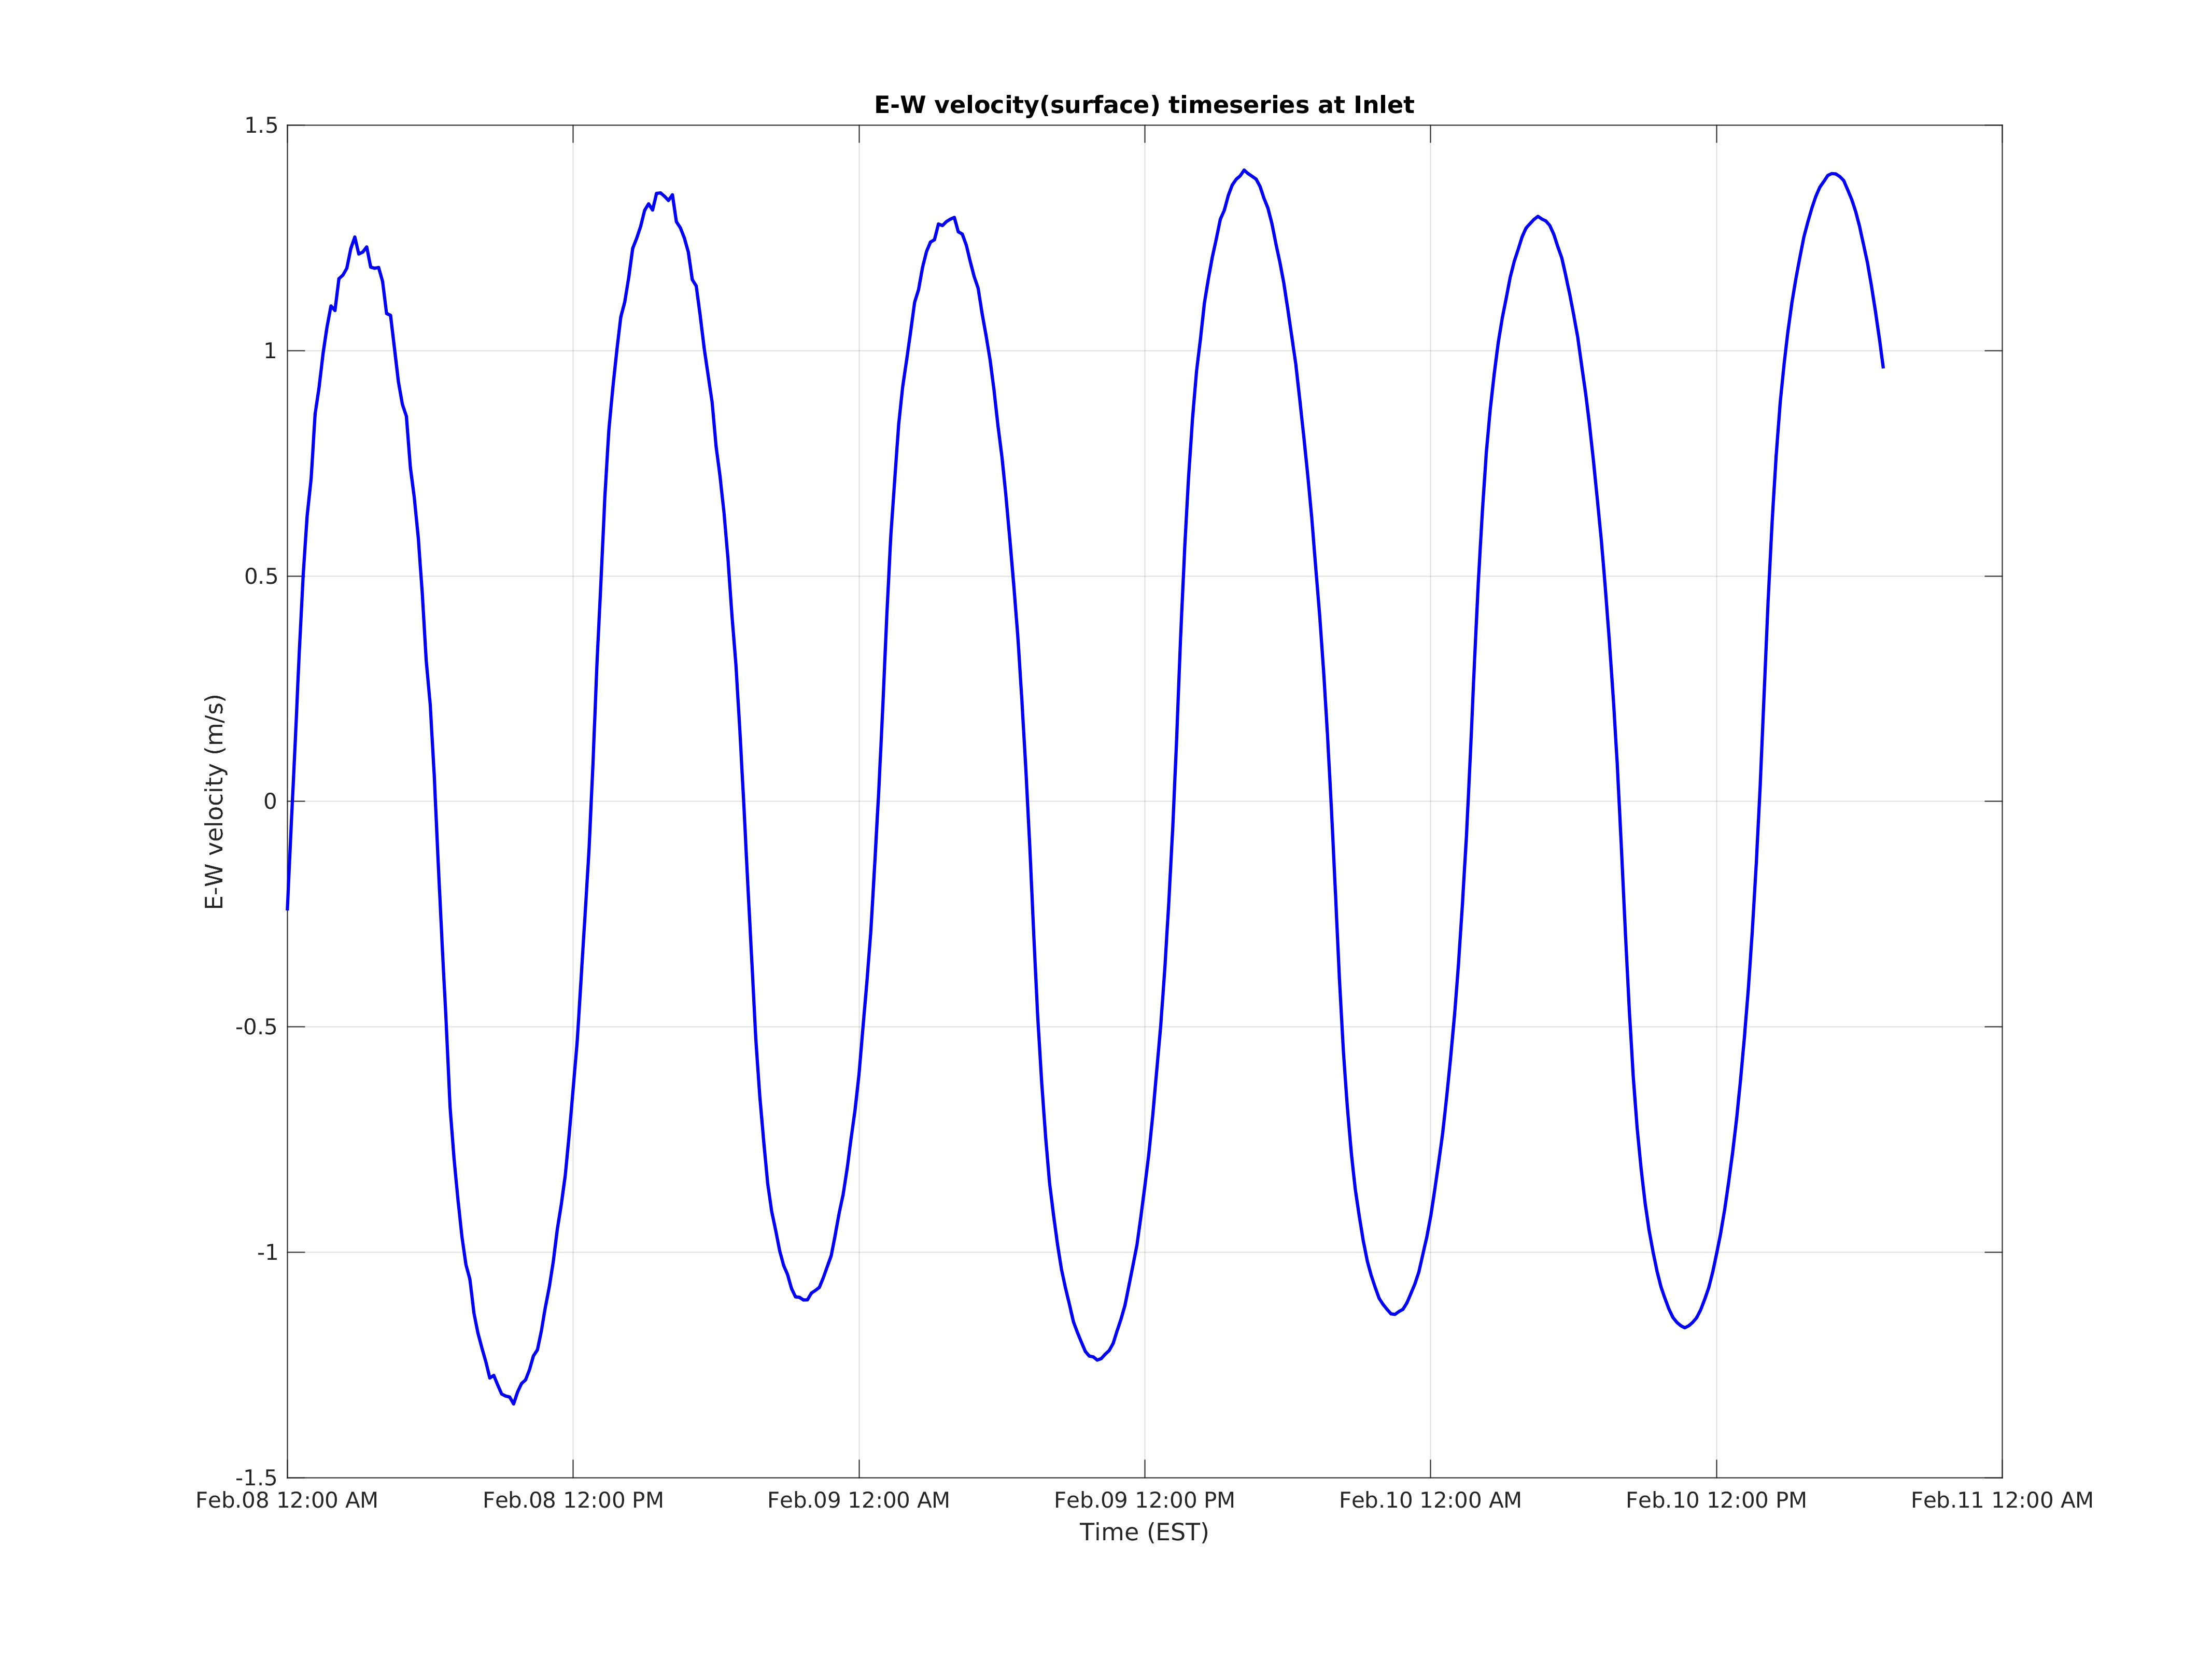 E-W velocity(surface) timeseries at Inlet
1.5
1
0.5
0
-0.5
-1
-1.5
E-W velocity (m/s)
Feb.08 12:00 AM Feb.08 12:00 PM Feb.09 12:00 AM Feb.09 12:00 PM Feb.10 12:00 AM Feb.10 12:00 PM Feb.11 12:00 AM
Time (EST)